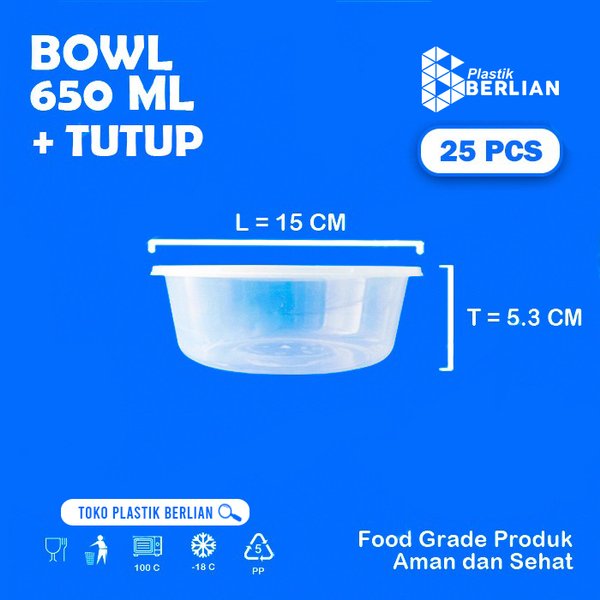 BOWL
650 ML
+ TUTUP
Plastik
BERLIAN
25 PCS
L = 15 CM
T = 5.3 CM
TOKO PLASTIK BERLIAN
100 C
-18 C
5
PP
Food Grade Produk
Aman dan Sehat